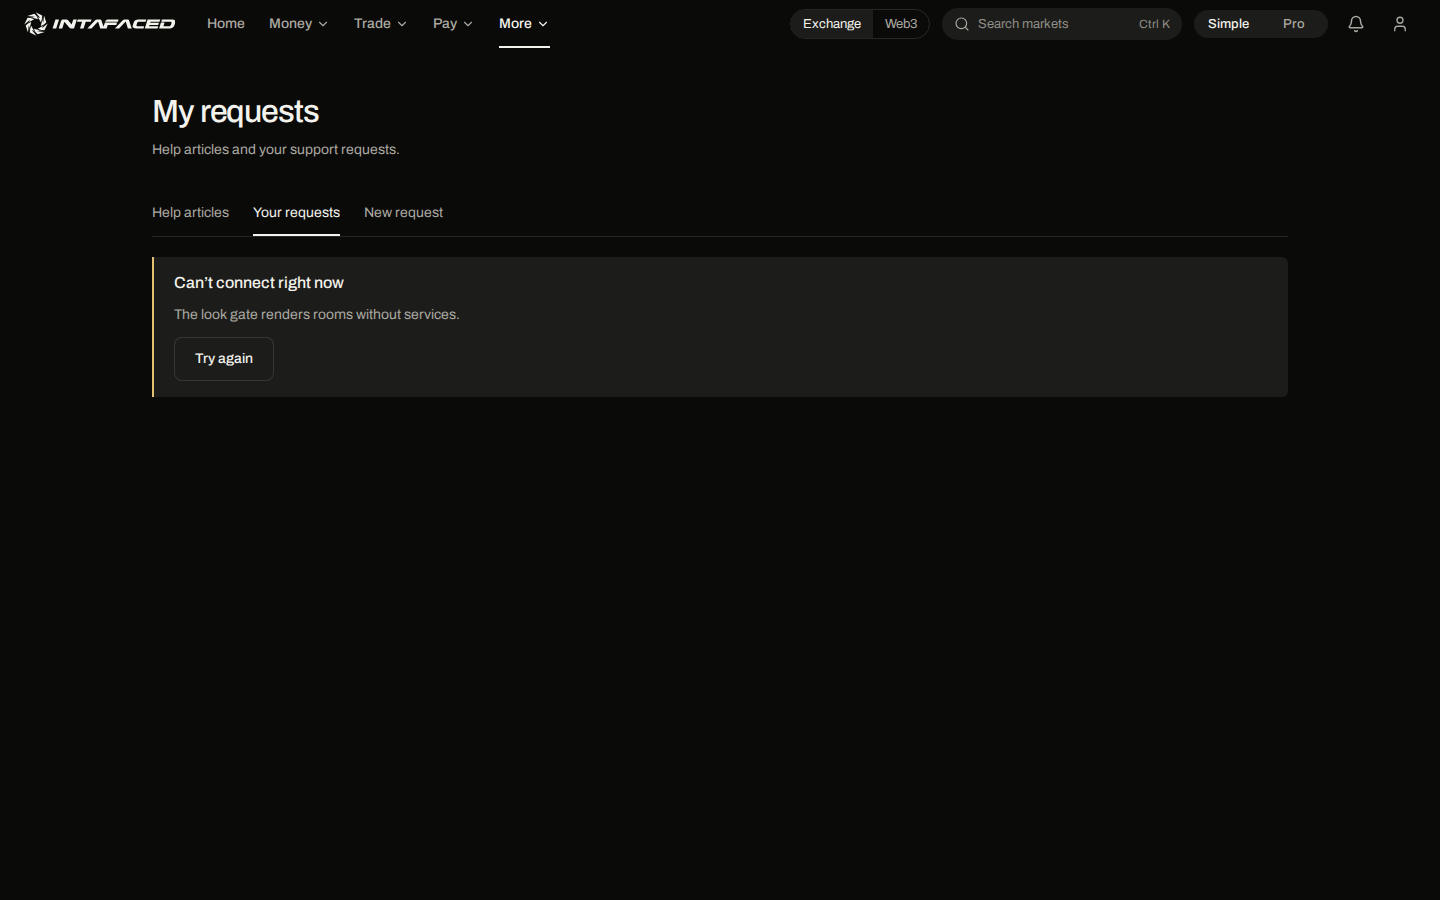 INTAFACED Home Money Trade Pay More Exchange Web3 Search markets Ctrl K Simple Pro
My requests
Help articles and your support requests.
Help articles Your requests New request
Can’t connect right now
The look gate renders rooms without services.
Try again